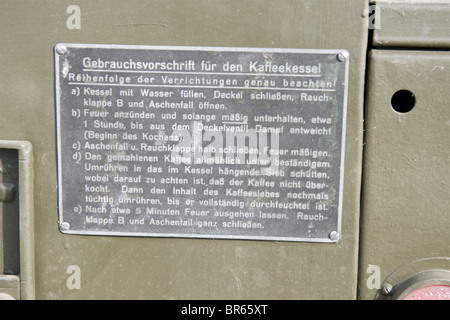 Gebrauchsvorschrift für den Kaffeekessel
Reihenfolge der Verrichtungen genau beachten!
a) Kessel mit Wasser füllen, Deckel schließen, Rauch-
klappe B und Aschenfall öffnen.
b) Feuer anzünden und solange mäßig unterhalten, etwa
1 Stunde, bis aus dem Deckelventil Dampf entweicht
(Beginn des Kochens).
c) Aschenfall u. Rauchklappe halb schließen, Feuer mäßigen.
d) Den gemahlenen Kaffee allmählich unter beständigem
Umrühren in das im Kessel hängende Sieb schütten,
wobei darauf zu achten ist, daß der Kaffee nicht über
kocht. Dann den Inhalt des Kaffeesiebes nochmals
tüchtig umrühren, bis er vollständig durchfeuchtet ist.
e) Nach etwa 5 Minuten Feuer ausgehen lassen. Rauch-
klappe B und Aschenfall ganz schließen.
alamy
www.alamy.com - BR65XT